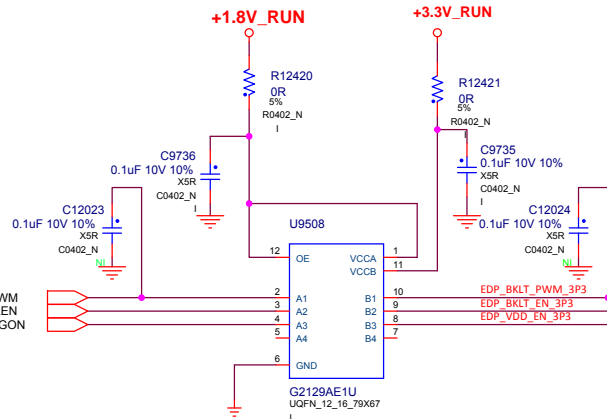 +1.8V_RUN
+3.3V_RUN
R12420
0R
5%
R0402_N
I
R12421
0R
5%
R0402_N
I
C9736
0.1uF 10V 10%
X5R
C0402_N
I
C9735
0.1uF 10V 10%
X5R
C0402_N
I
C12023
0.1uF 10V 10%
X5R
C0402_N
NI
C12024
0.1uF 10V 10%
X5R
C0402_N
NI
U9508
12 OE VCCA 1
VCCB 11
WM 2 A1 B1 10 EDP_BKLT_PWM_3P3
EN 3 A2 B2 9 EDP_BKLT_EN_3P3
GON 4 A3 B3 8 EDP_VDD_EN_3P3
5 A4 B4 7
6 GND
G2129AE1U
UQFN_12_16_79X67
I